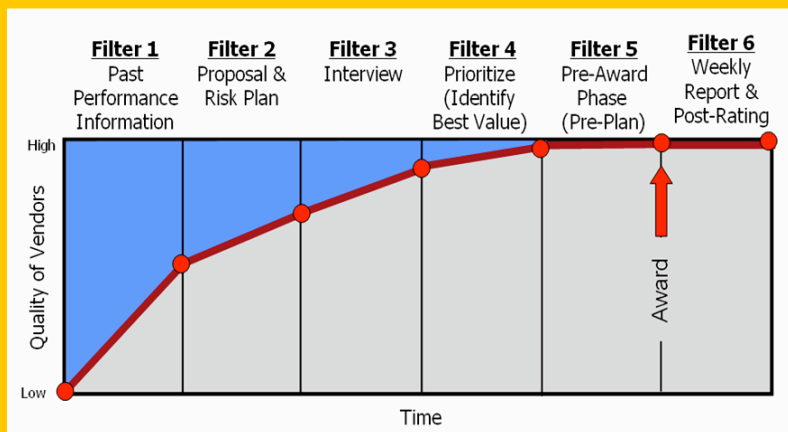 Filter 1
Past
Performance
Information
Filter 2
Proposal &
Risk Plan
Filter 3
Interview
Filter 4
Prioritize
(Identify
Best Value)
Filter 5
Pre-Award
Phase
(Pre-Plan)
Filter 6
Weekly
Report &
Post-Rating
High
Quality of Vendors
Low
Award
Time